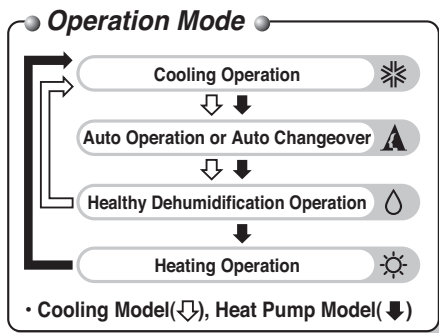 Operation Mode
Cooling Operation
Auto Operation or Auto Changeover
Healthy Dehumidification Operation
Heating Operation
• Cooling Model(⇩), Heat Pump Model(⬇)